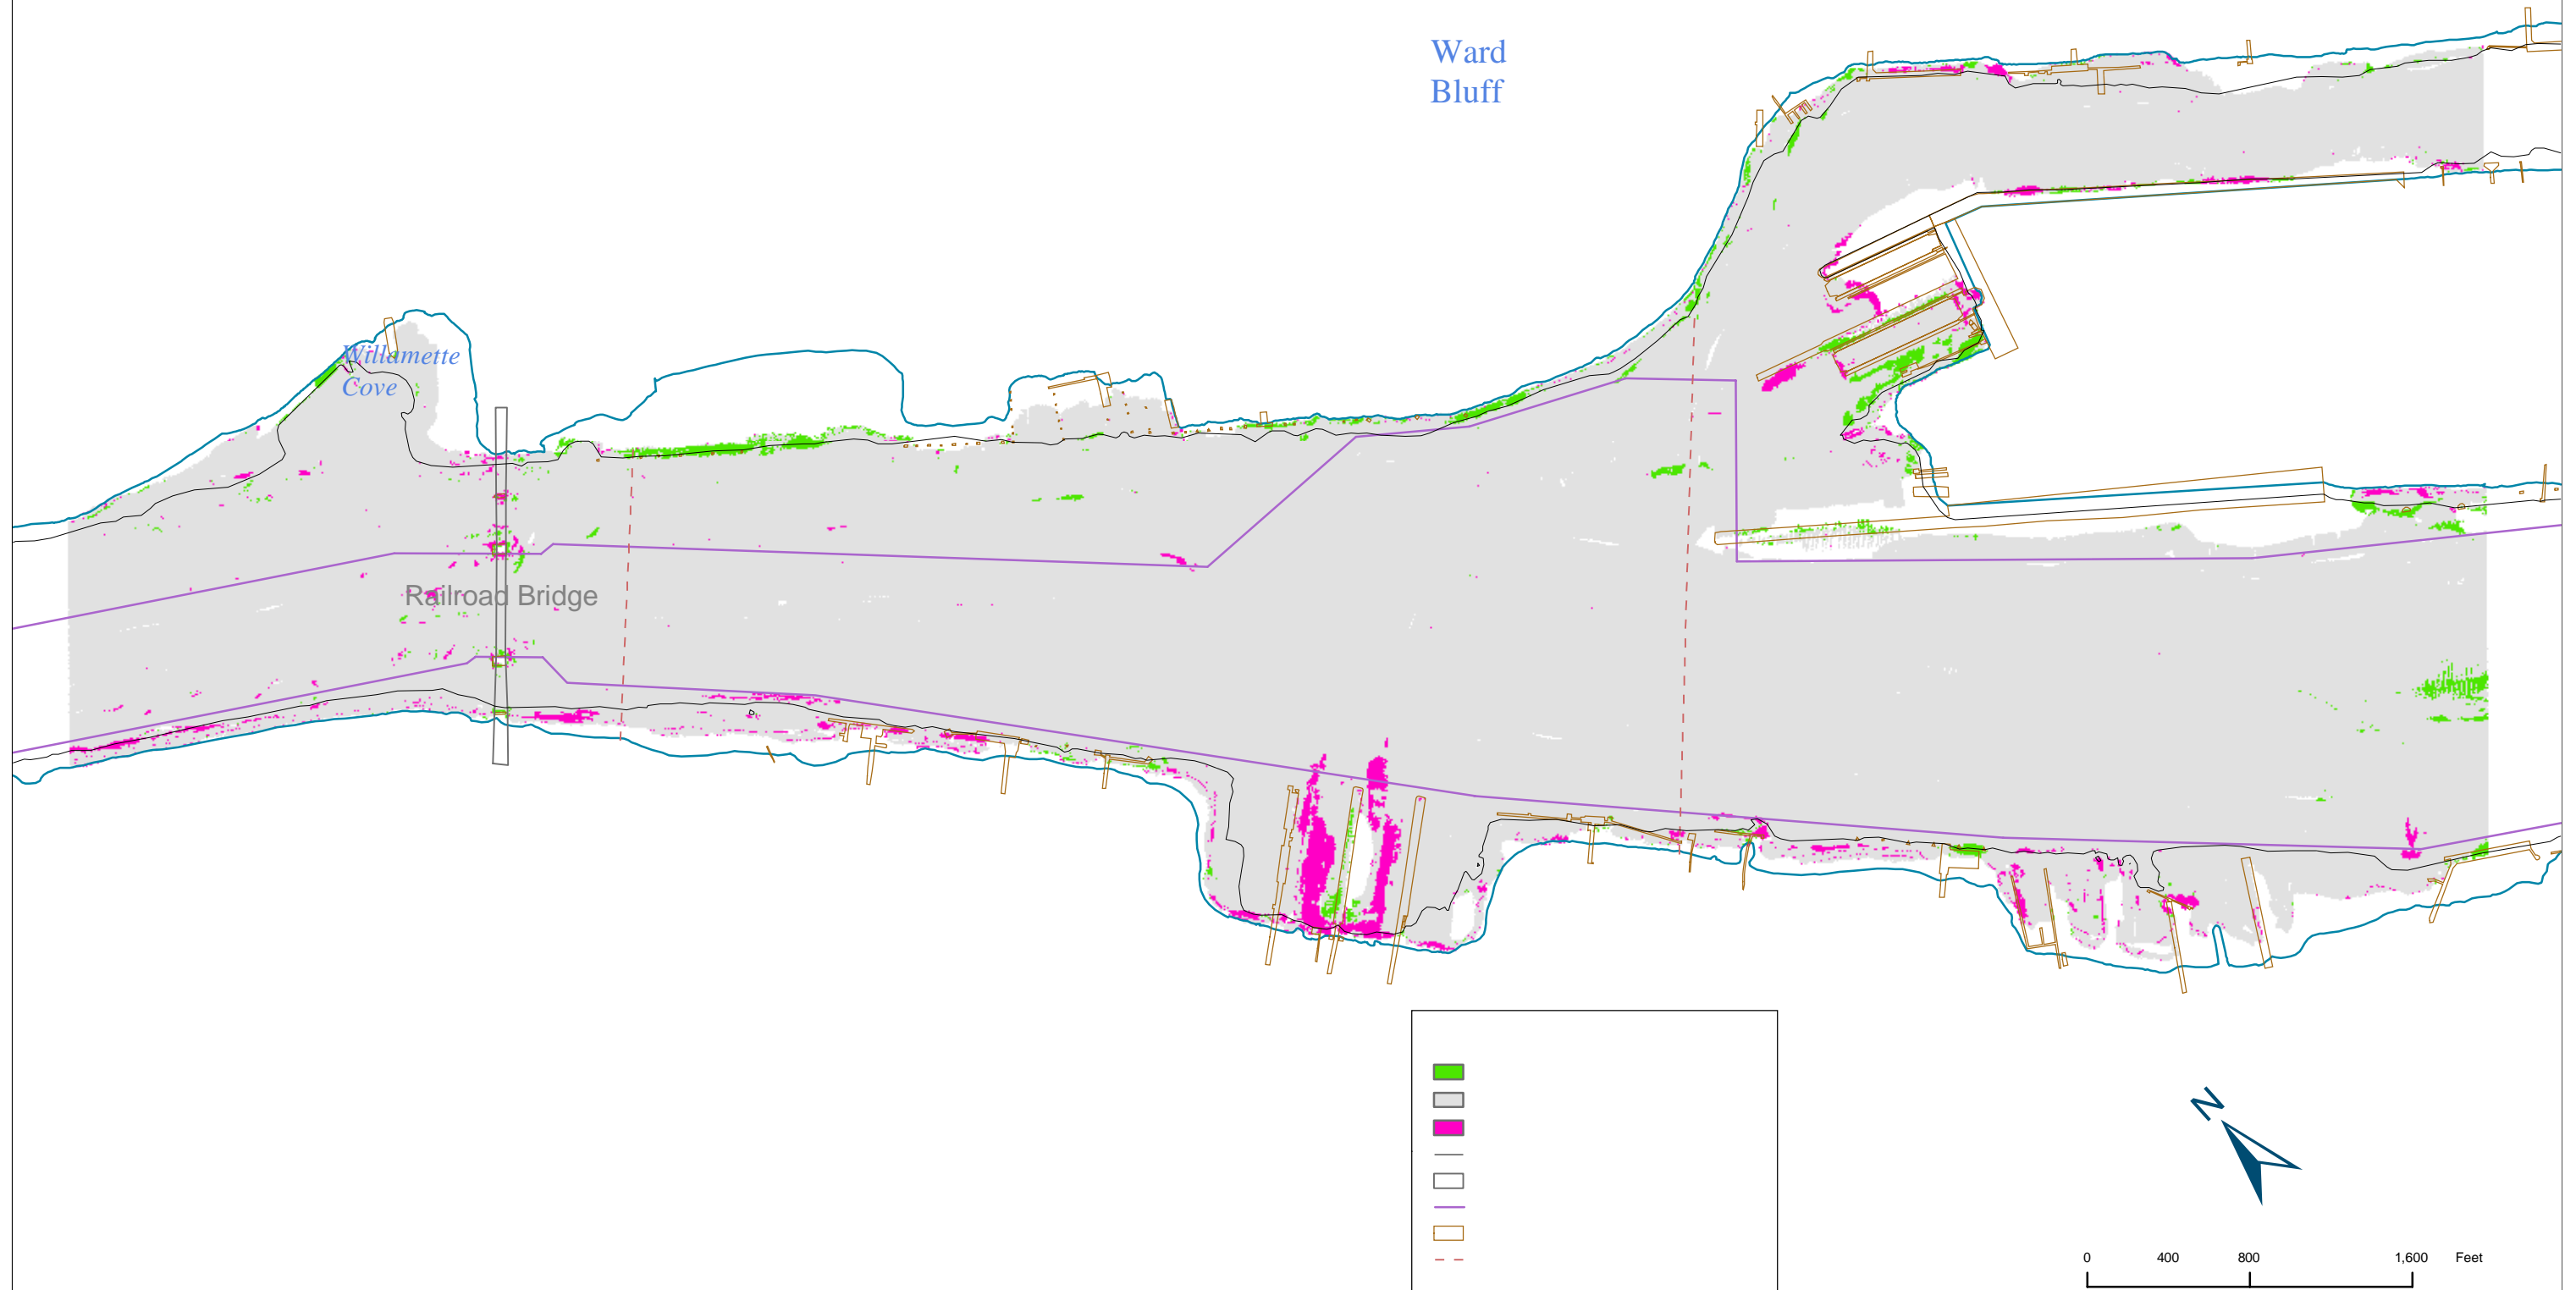 Ward
Bluff
Willamette
Cove
Railroad Bridge
N
0 400 800 1,600 Feet